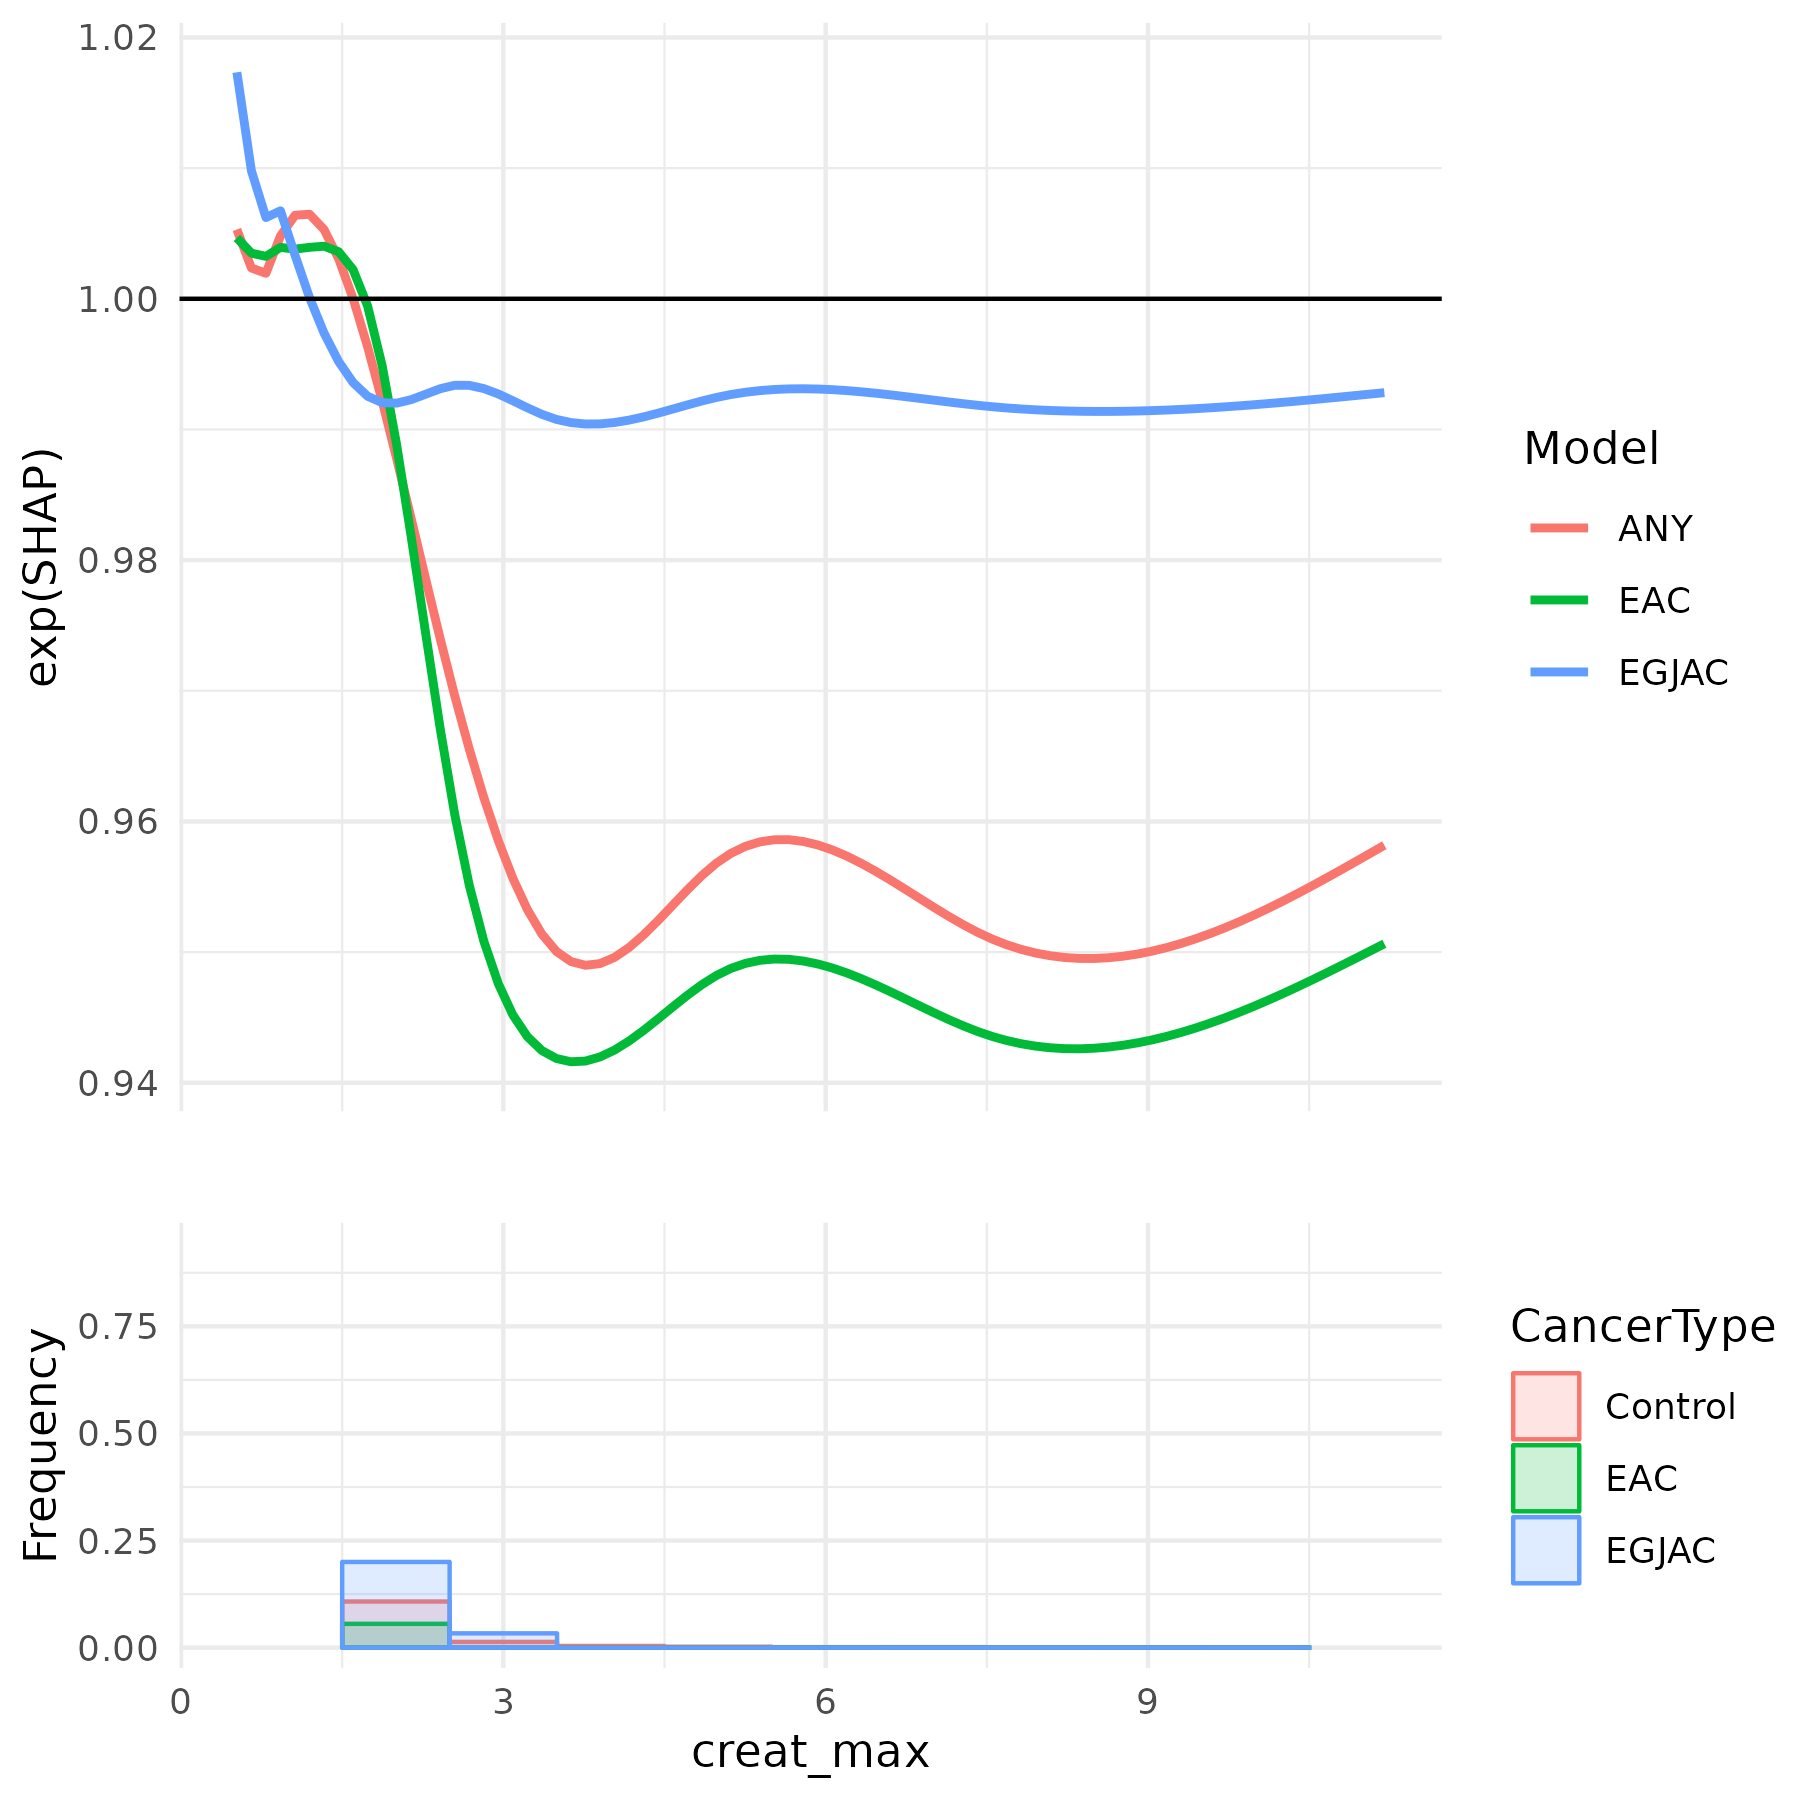 1.02
1.00
0.98
0.96
0.94
exp(SHAP)
Model
ANY
EAC
EGJAC
0.75
0.50
0.25
0.00
Frequency
0
3
6
9
creat_max
CancerType
Control
EAC
EGJAC